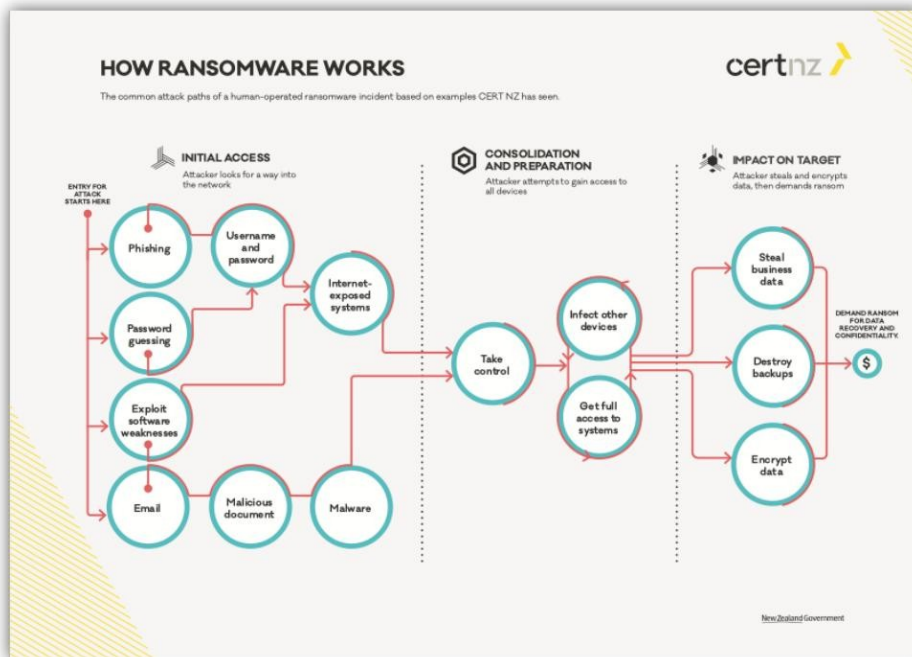 HOW RANSOMWARE WORKS
certnz
The common attack paths of a human-operated ransomware incident based on examples CERT NZ has seen.
INITIAL ACCESS
Attacker looks for a way into
the network
CONSOLIDATION
AND PREPARATION
Attacker attempts to gain access to
all devices
IMPACT ON TARGET
Attacker steals and encrypts
data, then demands ransom
ENTRY FOR
ATTACK
STARTS HERE
Phishing
Username
and
password
Internet-
exposed
systems
Password
guessing
Exploit
software
weaknesses
Email
Malicious
document
Malware
Take
control
Infect other
devices
Get full
access to
systems
Steal
business
data
Destroy
backups
Encrypt
data
DEMAND RANSOM
FOR DATA
RECOVERY AND
CONFIDENTIALITY.
$
New Zealand Government